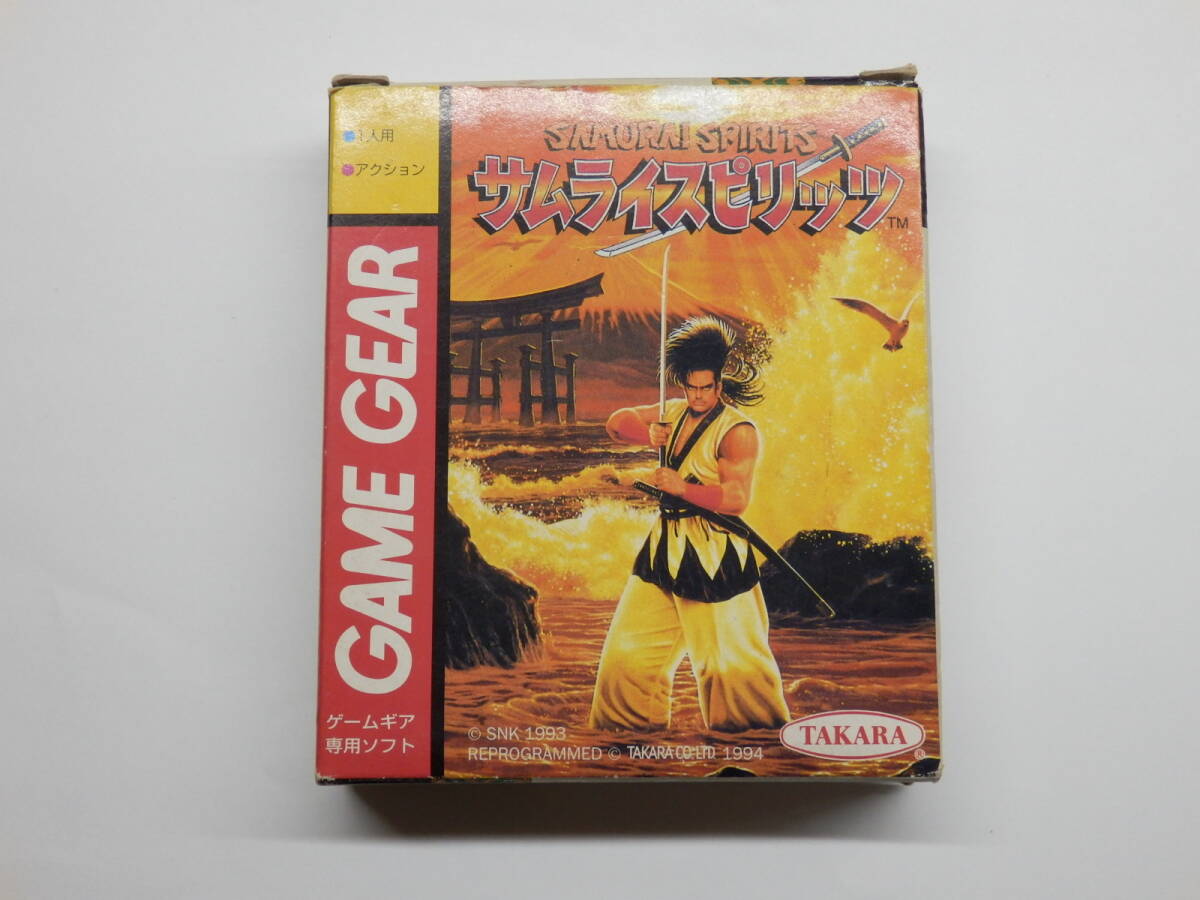 1人用
アクション
SAMURAI SPIRITS
サムライスピリッツ
TM
GAME GEAR
ゲームギア
専用ソフト
© SNK 1993
REPROGRAMMED © TAKARA CO·LTD. 1994
TAKARA
®